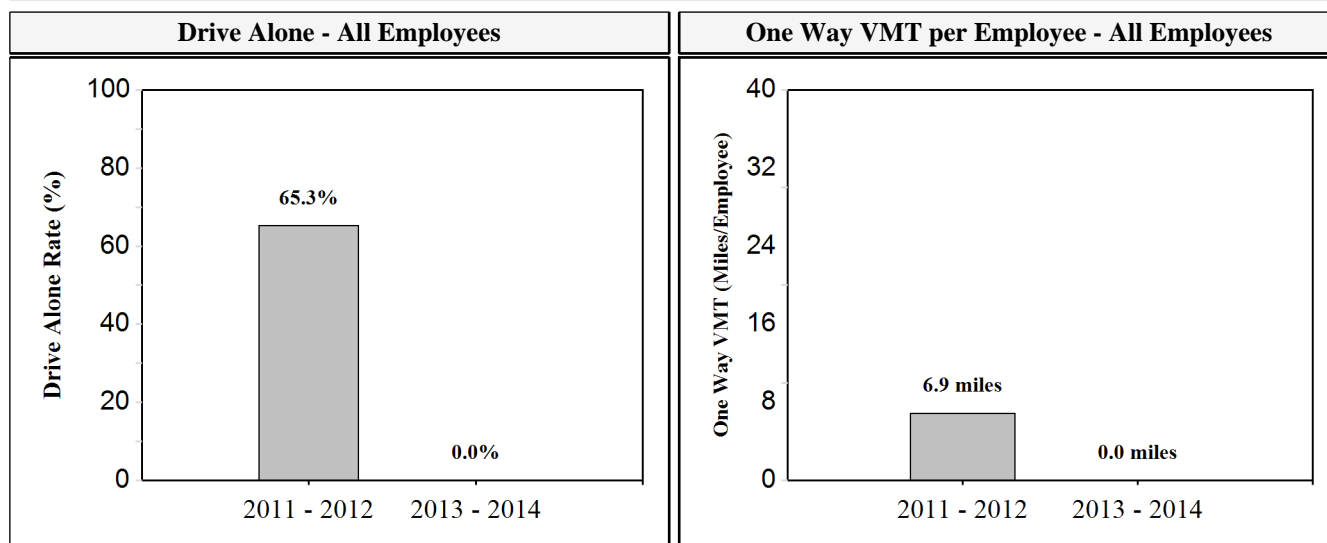 Drive Alone - All Employees
One Way VMT per Employee - All Employees
Drive Alone Rate (%)
100
80
60
40
20
0
65.3%
0.0%
2011 - 2012
2013 - 2014
One Way VMT (Miles/Employee)
40
32
24
16
8
0
6.9 miles
0.0 miles
2011 - 2012
2013 - 2014